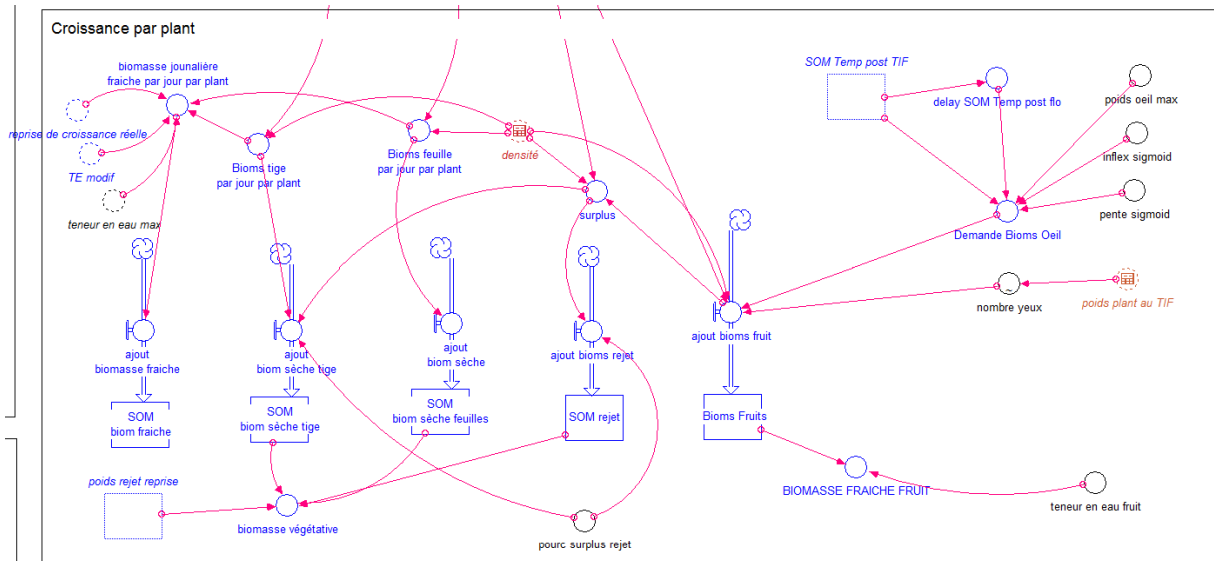 Croissance par plant
biomasse jounalière
fraiche par jour par plant
SOM Temp post TIF
delay SOM Temp post flo
poids oeil max
reprise de croissance réelle
Bioms feuille
par jour par plant
densité
inflex sigmoid
TE modif
Bioms tige
par jour par plant
teneur en eau max
surplus
pente sigmoid
Demande Bioms Oeil
nombre yeux
poids plant au TIF
ajout
biomasse fraiche
ajout
biom sèche tige
ajout
biom sèche
ajout bioms rejet
ajout bioms fruit
SOM
biom fraiche
SOM
biom sèche tige
SOM
biom sèche feuilles
SOM rejet
Bioms Fruits
poids rejet reprise
BIOMASSE FRAICHE FRUIT
teneur en eau fruit
biomasse végétative
pourc surplus rejet